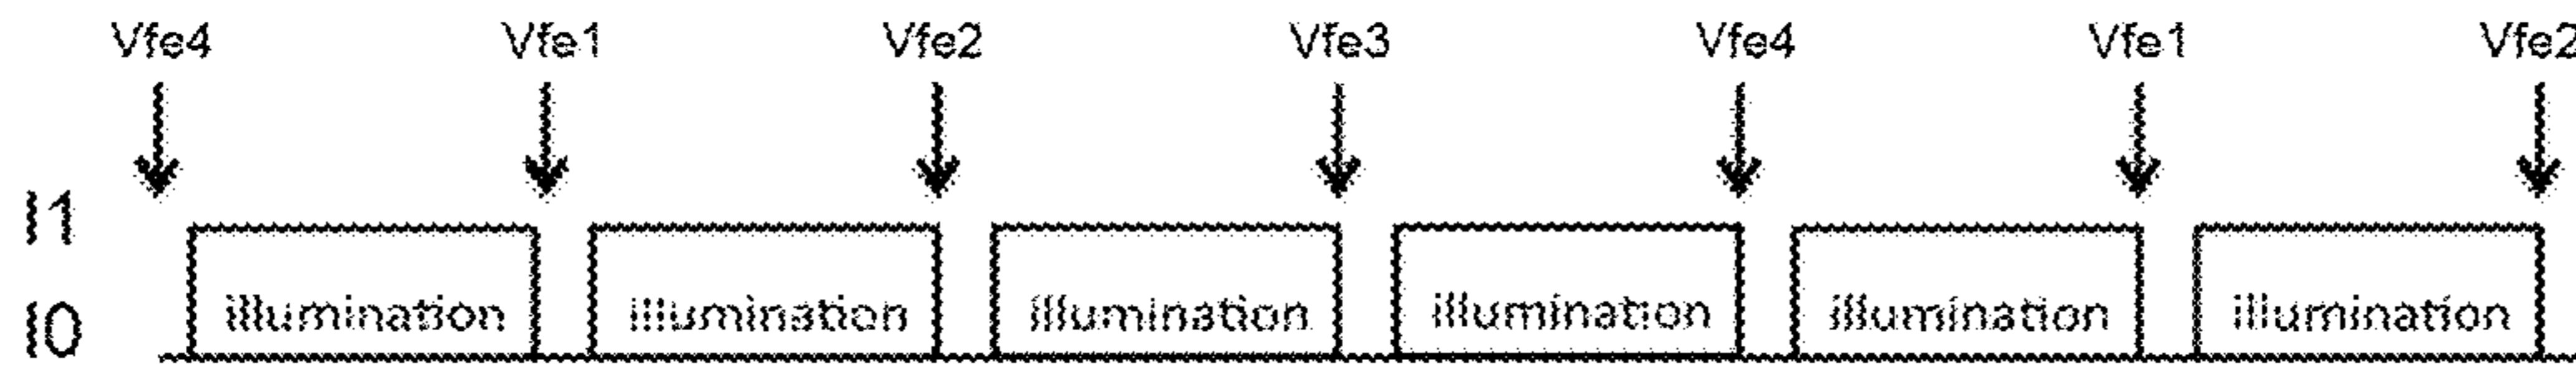 Vfe4 Vfe1 Vfe2 Vfe3 Vfe4 Vfe1 Vfe2
I1
illumination illumination illumination illumination illumination illumination
I0